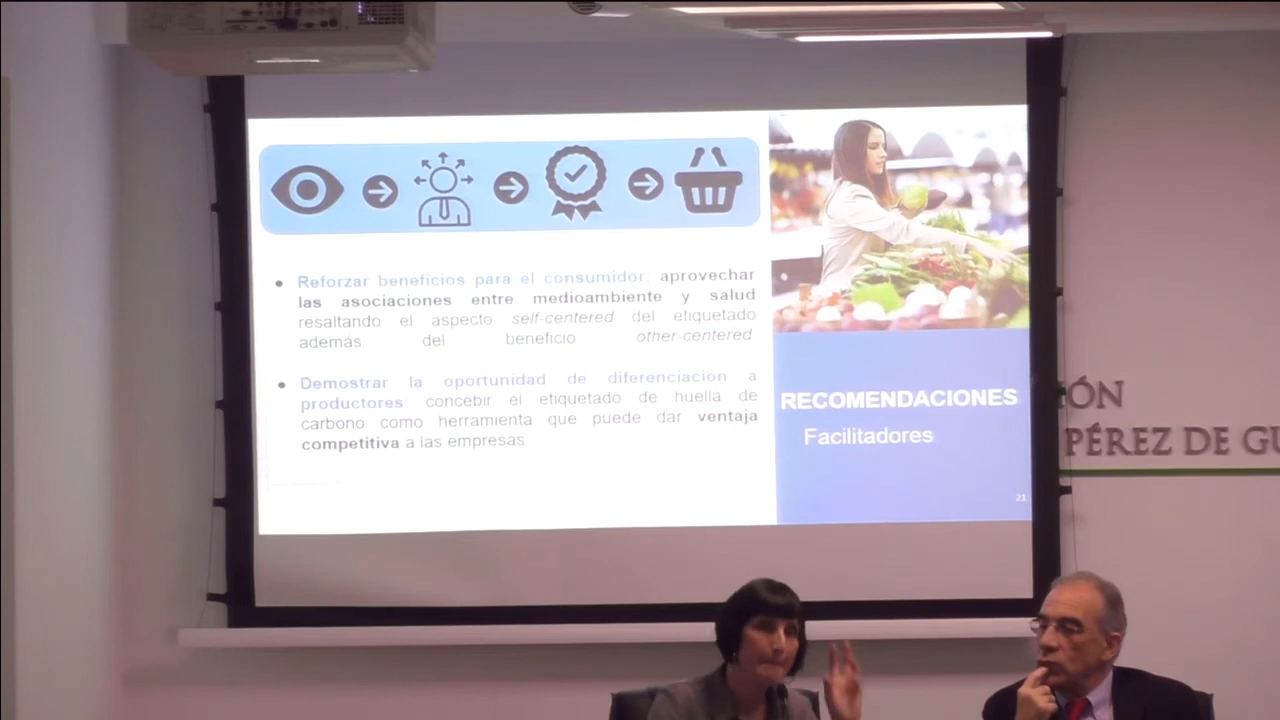 Reforzar beneficios para el consumidor: aprovechar
las asociaciones entre medioambiente y salud
resaltando el aspecto self-centered del etiquetado
además del beneficio other-centered
Demostrar la oportunidad de diferenciacion a
productores concebir el etiquetado de huella de
carbono como herramienta que puede dar ventaja
competitiva a las empresas
RECOMENDACIONES
Facilitadores
21
IÓN
PÉREZ DE GU